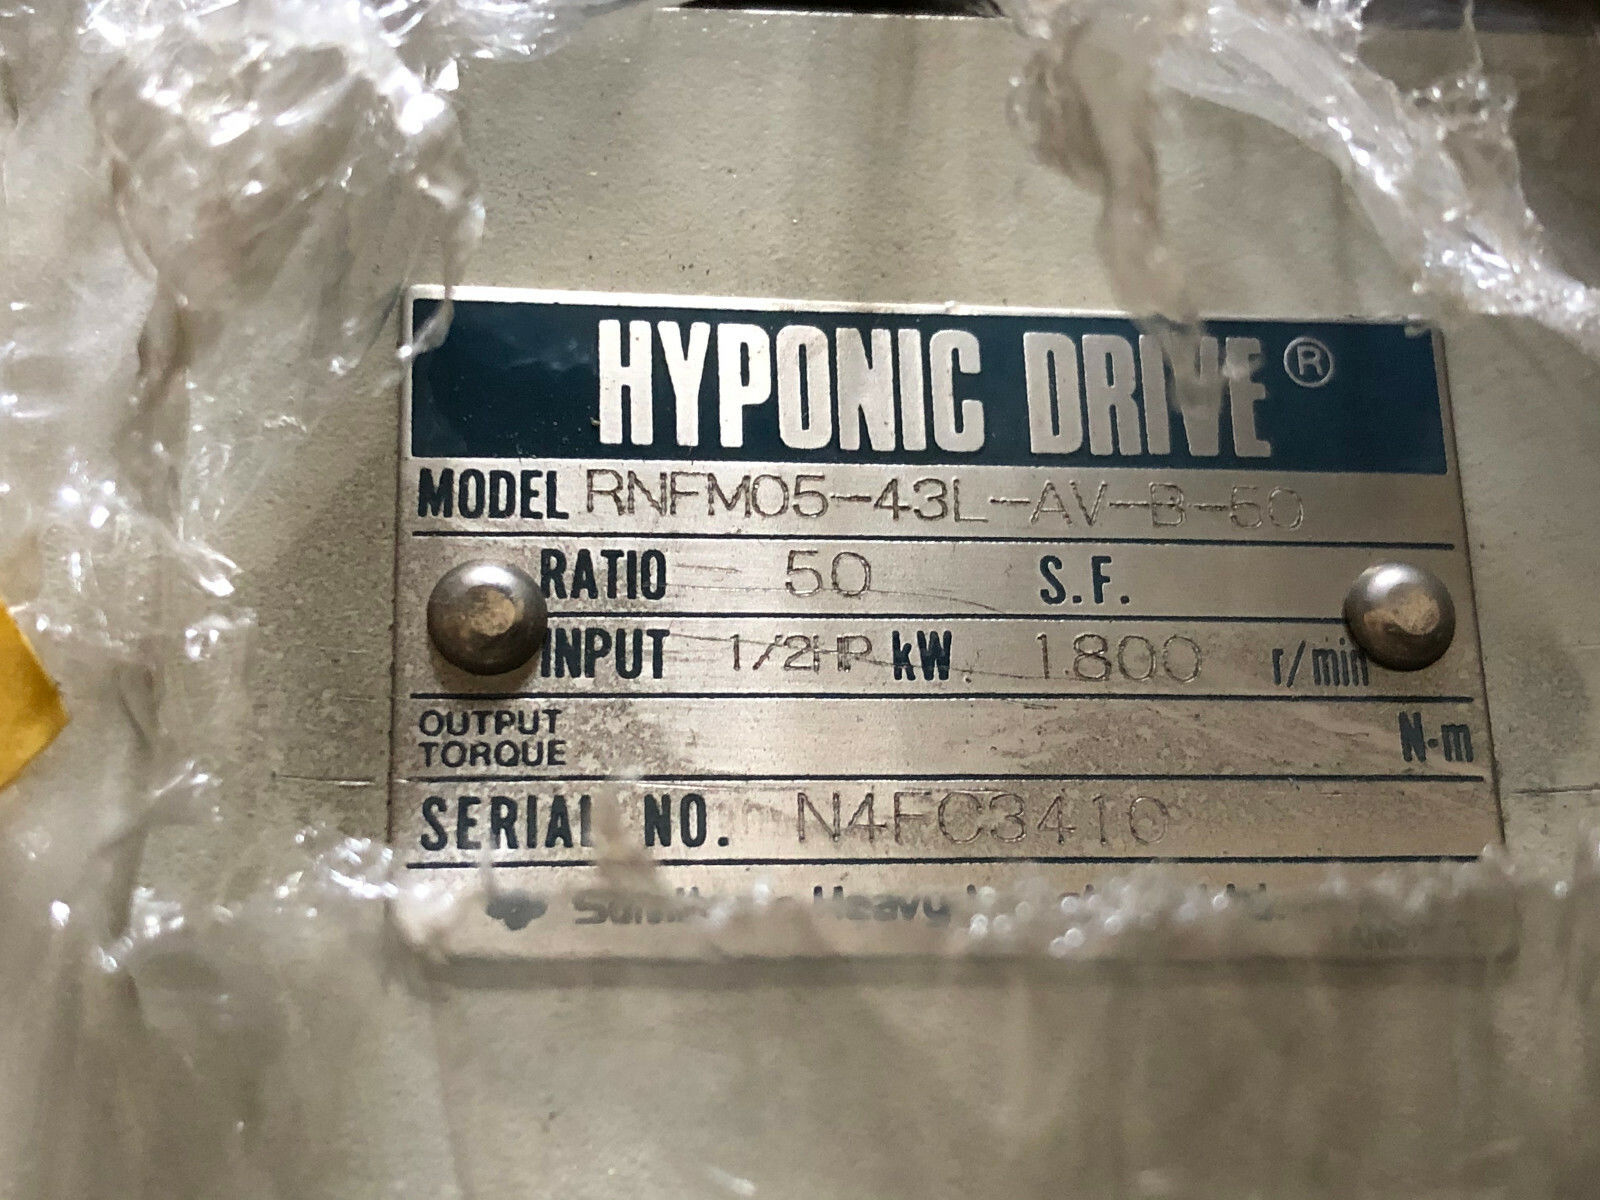 HYPONIC DRIVE®
MODEL RNFM05-43L-AV-B-50
RATIO 50 S.F.
INPUT 1/2HP kW 1800 r/min
OUTPUT
TORQUE N·m
SERIAL NO. N4FC3410
Heavy